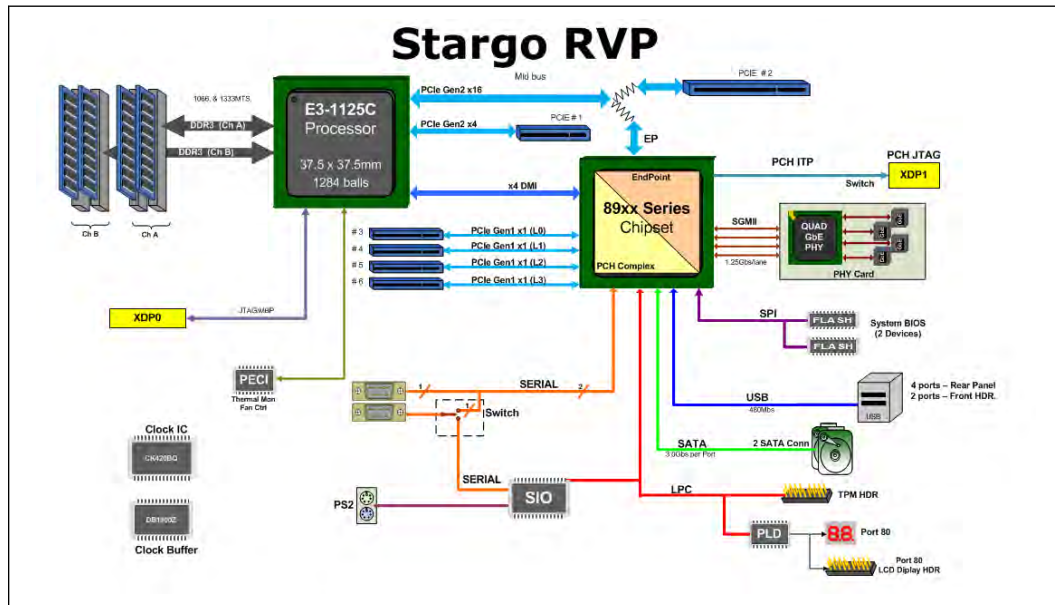 Stargo RVP
Mid bus
PCIE # 2
PCIe Gen2 x16
1066, & 1333MTS
E3-1125C
Processor
37.5 x 37.5mm
1284 balls
DDR3 (Ch A)
DDR3 (Ch B)
PCIe Gen2 x4
PCIE # 1
EP
x4 DMI
EndPoint
89xx Series
Chipset
PCH Complex
PCH ITP
Switch
PCH JTAG
XDP1
Ch B
Ch A
# 3
PCIe Gen1 x1 (L0)
# 4
PCIe Gen1 x1 (L1)
# 5
PCIe Gen1 x1 (L2)
# 6
PCIe Gen1 x1 (L3)
SGMII
1.25Gbs/lane
QUAD
GbE
PHY
PHY Card
XDP0
SPI
FLASH
FLASH
System BIOS
(2 Devices)
PECI
Thermal Mon
Fan Ctrl
1
SERIAL
2
1
Switch
USB
480Mbs
USB
4 ports – Rear Panel
2 ports – Front HDR.
Clock IC
CK420BQ
SATA
3.0Gbs per Port
2 SATA Conn
SERIAL
SIO
PS2
LPC
TPM HDR
Clock Buffer
PLD
8.8.
Port 80
Port 80
LCD Diplay HDR